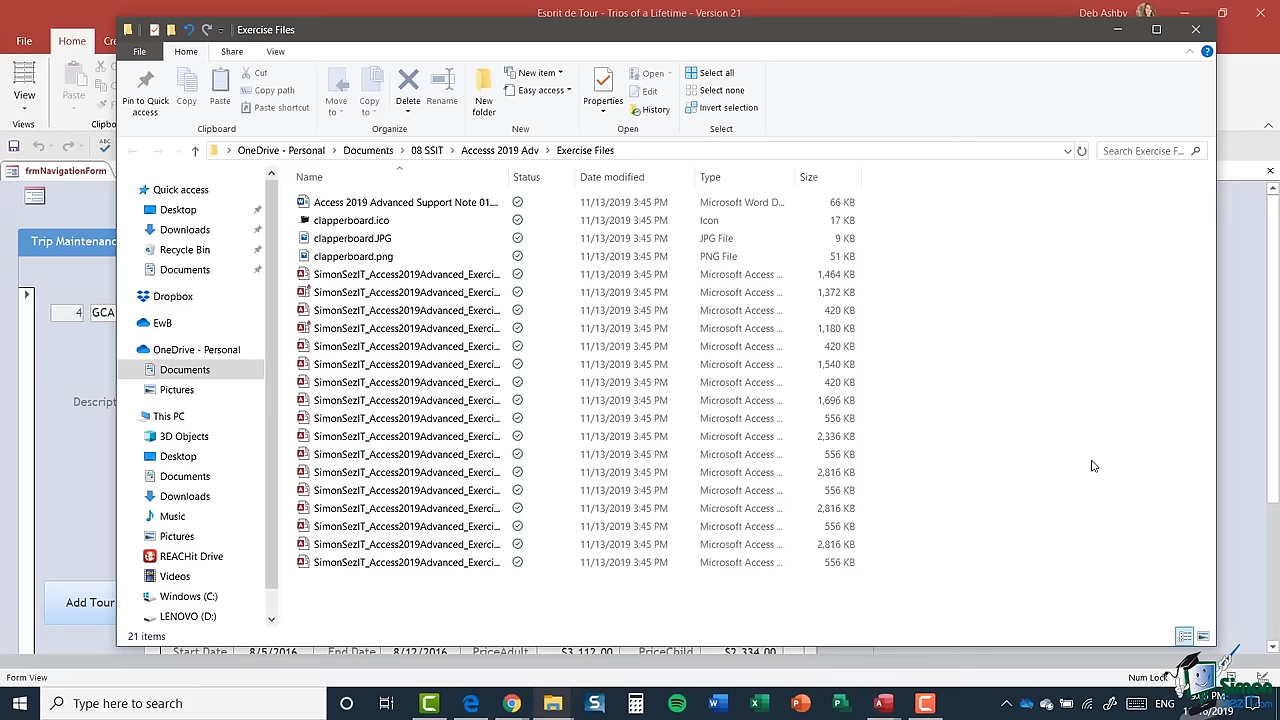 Esprit de Tour - Trips of a Lifetime - Version 21
Deb Ashby
Exercise Files
File
Home
Share
View
File
Home
View
Views
Paste
Pin to Quick access
Copy
Paste
Cut
Copy path
Paste shortcut
Clipboard
Move to
Copy to
Delete
Rename
Organize
New folder
New item
Easy access
New
Properties
Open
Edit
History
Open
Select all
Select none
Invert selection
Select
OneDrive - Personal > Documents > 08 SSIT > Accesss 2019 Adv > Exercise Files
Search Exercise F...
frmNavigationForm
Trip Maintenance
4
GCA
Add Tour
Quick access
Desktop
Downloads
Recycle Bin
Documents
Dropbox
EwB
OneDrive - Personal
Documents
Pictures
This PC
3D Objects
Desktop
Documents
Downloads
Music
Pictures
REACHit Drive
Videos
Windows (C:)
LENOVO (D:)
Name Status Date modified Type Size
Access 2019 Advanced Support Note 01.... 11/13/2019 3:45 PM Microsoft Word D... 66 KB
clapperboard.ico 11/13/2019 3:45 PM Icon 17 KB
clapperboard.JPG 11/13/2019 3:45 PM JPG File 9 KB
clapperboard.png 11/13/2019 3:45 PM PNG File 51 KB
SimonSezIT_Access2019Advanced_Exerci... 11/13/2019 3:45 PM Microsoft Access ... 1,464 KB
SimonSezIT_Access2019Advanced_Exerci... 11/13/2019 3:45 PM Microsoft Access ... 1,372 KB
SimonSezIT_Access2019Advanced_Exerci... 11/13/2019 3:45 PM Microsoft Access ... 420 KB
SimonSezIT_Access2019Advanced_Exerci... 11/13/2019 3:45 PM Microsoft Access ... 1,180 KB
SimonSezIT_Access2019Advanced_Exerci... 11/13/2019 3:45 PM Microsoft Access ... 420 KB
SimonSezIT_Access2019Advanced_Exerci... 11/13/2019 3:45 PM Microsoft Access ... 1,540 KB
SimonSezIT_Access2019Advanced_Exerci... 11/13/2019 3:45 PM Microsoft Access ... 420 KB
SimonSezIT_Access2019Advanced_Exerci... 11/13/2019 3:45 PM Microsoft Access ... 1,696 KB
SimonSezIT_Access2019Advanced_Exerci... 11/13/2019 3:45 PM Microsoft Access ... 556 KB
SimonSezIT_Access2019Advanced_Exerci... 11/13/2019 3:45 PM Microsoft Access ... 2,336 KB
SimonSezIT_Access2019Advanced_Exerci... 11/13/2019 3:45 PM Microsoft Access ... 556 KB
SimonSezIT_Access2019Advanced_Exerci... 11/13/2019 3:45 PM Microsoft Access ... 2,816 KB
SimonSezIT_Access2019Advanced_Exerci... 11/13/2019 3:45 PM Microsoft Access ... 556 KB
SimonSezIT_Access2019Advanced_Exerci... 11/13/2019 3:45 PM Microsoft Access ... 2,816 KB
SimonSezIT_Access2019Advanced_Exerci... 11/13/2019 3:45 PM Microsoft Access ... 556 KB
SimonSezIT_Access2019Advanced_Exerci... 11/13/2019 3:45 PM Microsoft Access ... 2,816 KB
SimonSezIT_Access2019Advanced_Exerci... 11/13/2019 3:45 PM Microsoft Access ... 556 KB
21 items
Start Date 8/5/2016 End Date 8/12/2016 PriceAdult $3,112.00 PriceChild $2,334.00
Form View
Num Lock
Type here to search
ENG
Simon